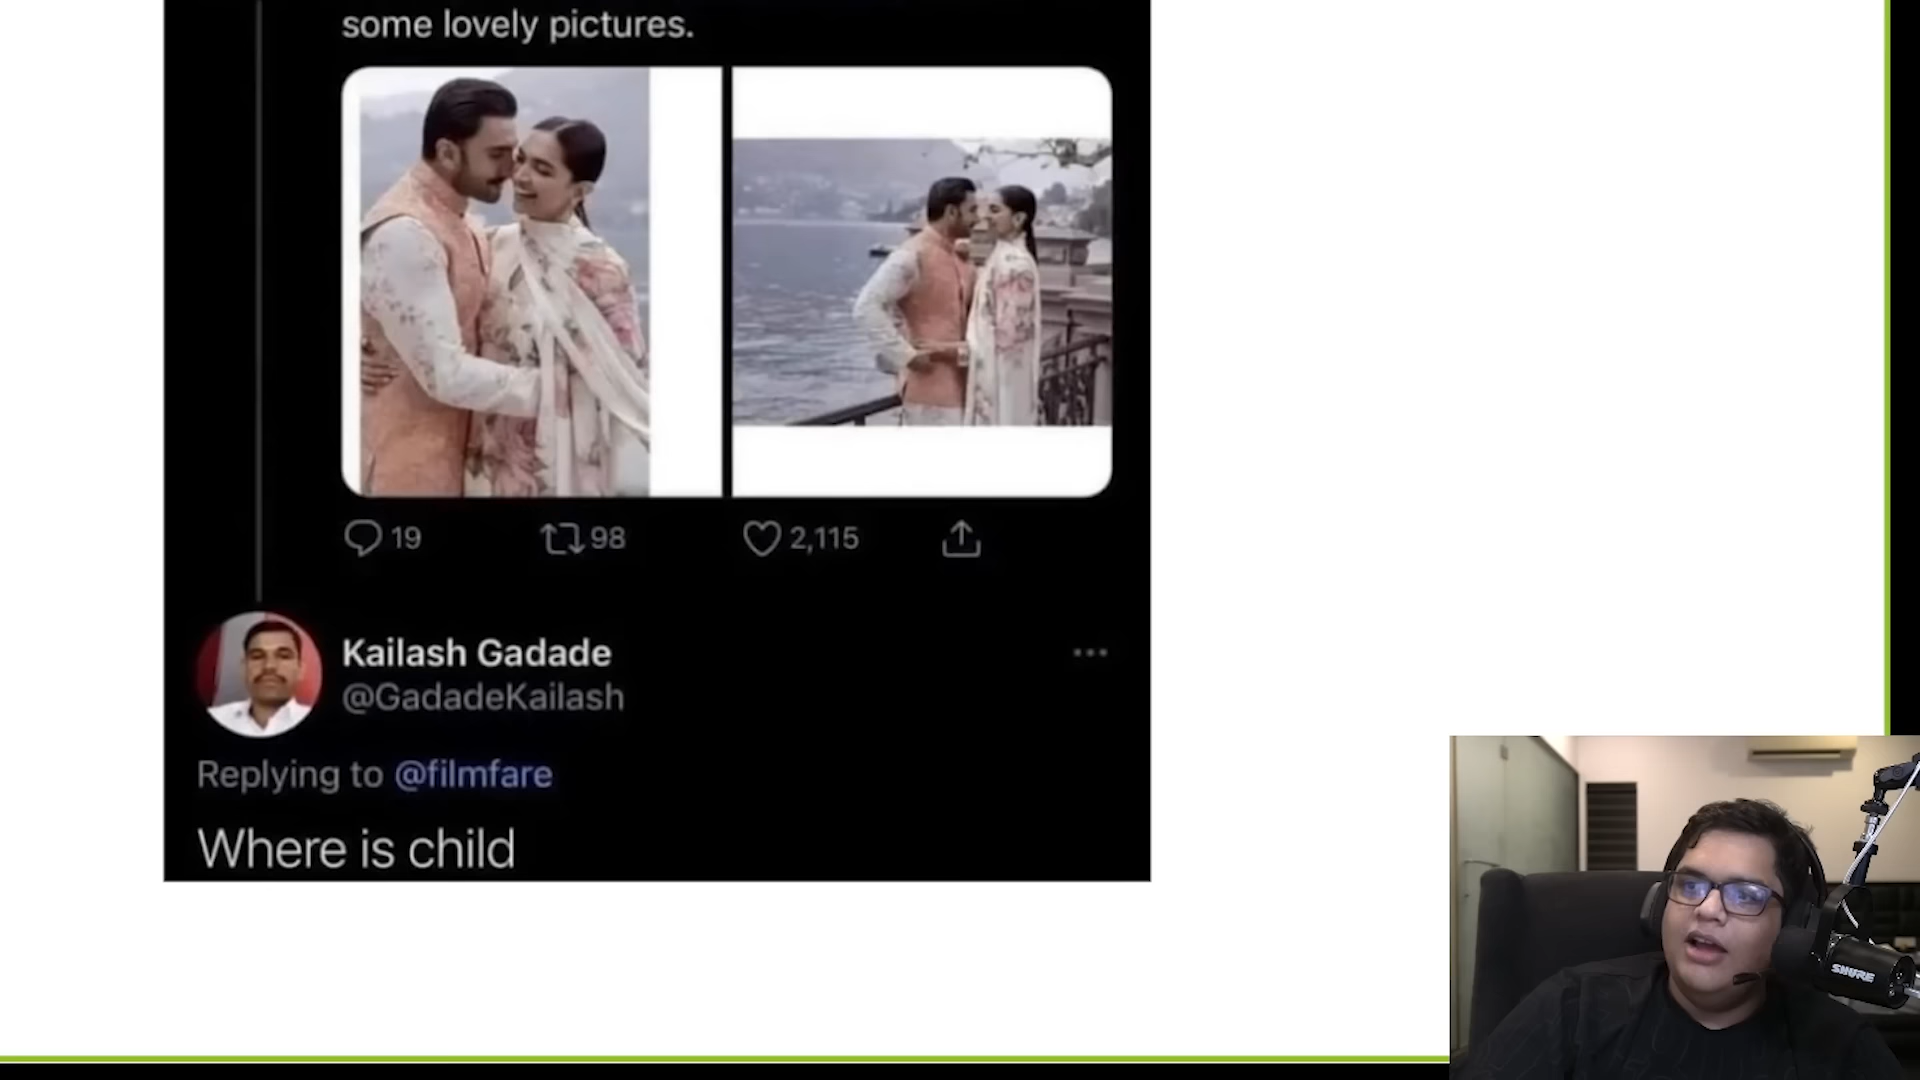 some lovely pictures.
19 98 2,115
Kailash Gadade
@GadadeKailash
Replying to @filmfare
Where is child
SHURE